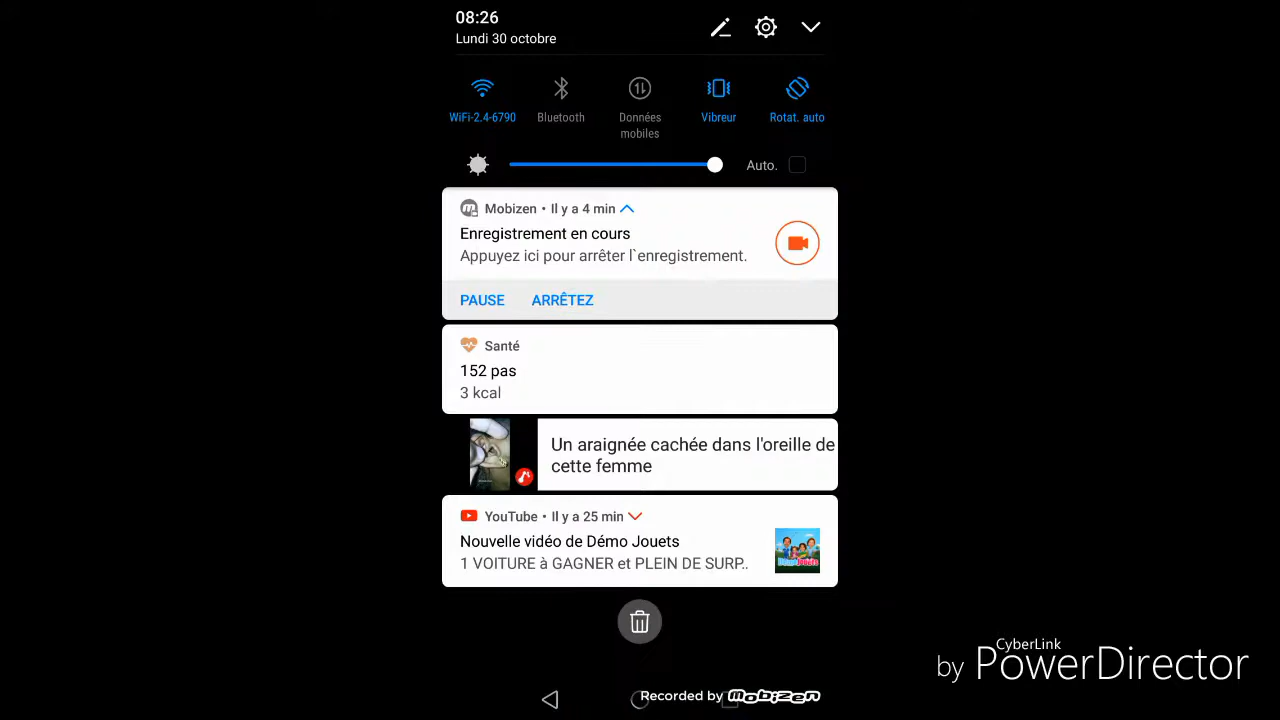 08:26
Lundi 30 octobre
WiFi-2.4-6790
Bluetooth
Données
mobiles
Vibreur
Rotat. auto
Auto.
Mobizen • Il y a 4 min
Enregistrement en cours
Appuyez ici pour arrêter l`enregistrement.
PAUSE
ARRÊTEZ
Santé
152 pas
3 kcal
Un araignée cachée dans l'oreille de
cette femme
YouTube • Il y a 25 min
Nouvelle vidéo de Démo Jouets
1 VOITURE à GAGNER et PLEIN DE SURP..
DémoJouets
CyberLink
by PowerDirector
Recorded by mobizen